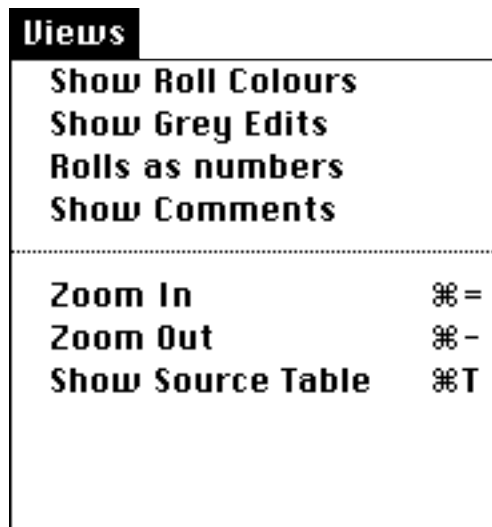 Views
Show Roll Colours
Show Grey Edits
Rolls as numbers
Show Comments
Zoom In ⌘=
Zoom Out ⌘-
Show Source Table ⌘T